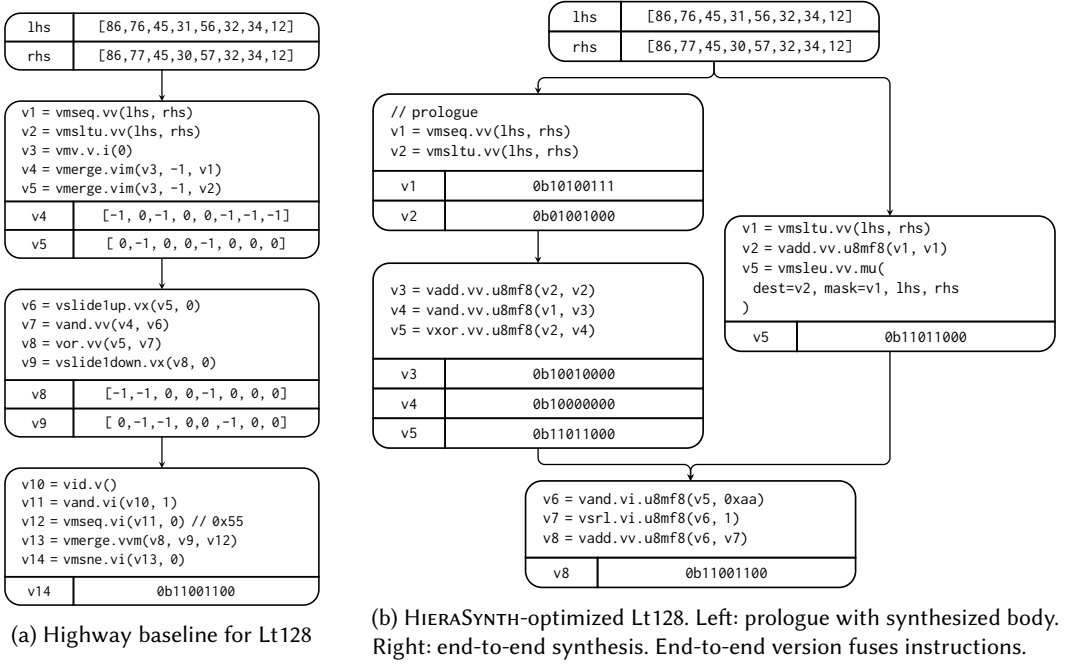 lhs [86,76,45,31,56,32,34,12]
rhs [86,77,45,30,57,32,34,12]
v1 = vmseq.vv(lhs, rhs)
v2 = vmsltu.vv(lhs, rhs)
v3 = vmv.v.i(0)
v4 = vmerge.vim(v3, -1, v1)
v5 = vmerge.vim(v3, -1, v2)
v4 [-1, 0,-1, 0, 0,-1,-1,-1]
v5 [ 0,-1, 0, 0,-1, 0, 0, 0]
v6 = vslide1up.vx(v5, 0)
v7 = vand.vv(v4, v6)
v8 = vor.vv(v5, v7)
v9 = vslide1down.vx(v8, 0)
v8 [-1,-1, 0, 0,-1, 0, 0, 0]
v9 [ 0,-1,-1, 0,0 ,-1, 0, 0]
v10 = vid.v()
v11 = vand.vi(v10, 1)
v12 = vmseq.vi(v11, 0) // 0x55
v13 = vmerge.vvm(v8, v9, v12)
v14 = vmsne.vi(v13, 0)
v14 0b11001100
(a) Highway baseline for Lt128
lhs [86,76,45,31,56,32,34,12]
rhs [86,77,45,30,57,32,34,12]
// prologue
v1 = vmseq.vv(lhs, rhs)
v2 = vmsltu.vv(lhs, rhs)
v1 0b10100111
v2 0b01001000
v3 = vadd.vv.u8mf8(v2, v2)
v4 = vand.vv.u8mf8(v1, v3)
v5 = vxor.vv.u8mf8(v2, v4)
v3 0b10010000
v4 0b10000000
v5 0b11011000
v1 = vmsltu.vv(lhs, rhs)
v2 = vadd.vv.u8mf8(v1, v1)
v5 = vmsleu.vv.mu(
dest=v2, mask=v1, lhs, rhs
)
v5 0b11011000
v6 = vand.vi.u8mf8(v5, 0xaa)
v7 = vsrl.vi.u8mf8(v6, 1)
v8 = vadd.vv.u8mf8(v6, v7)
v8 0b11001100
(b) HieraSynth-optimized Lt128. Left: prologue with synthesized body.
Right: end-to-end synthesis. End-to-end version fuses instructions.